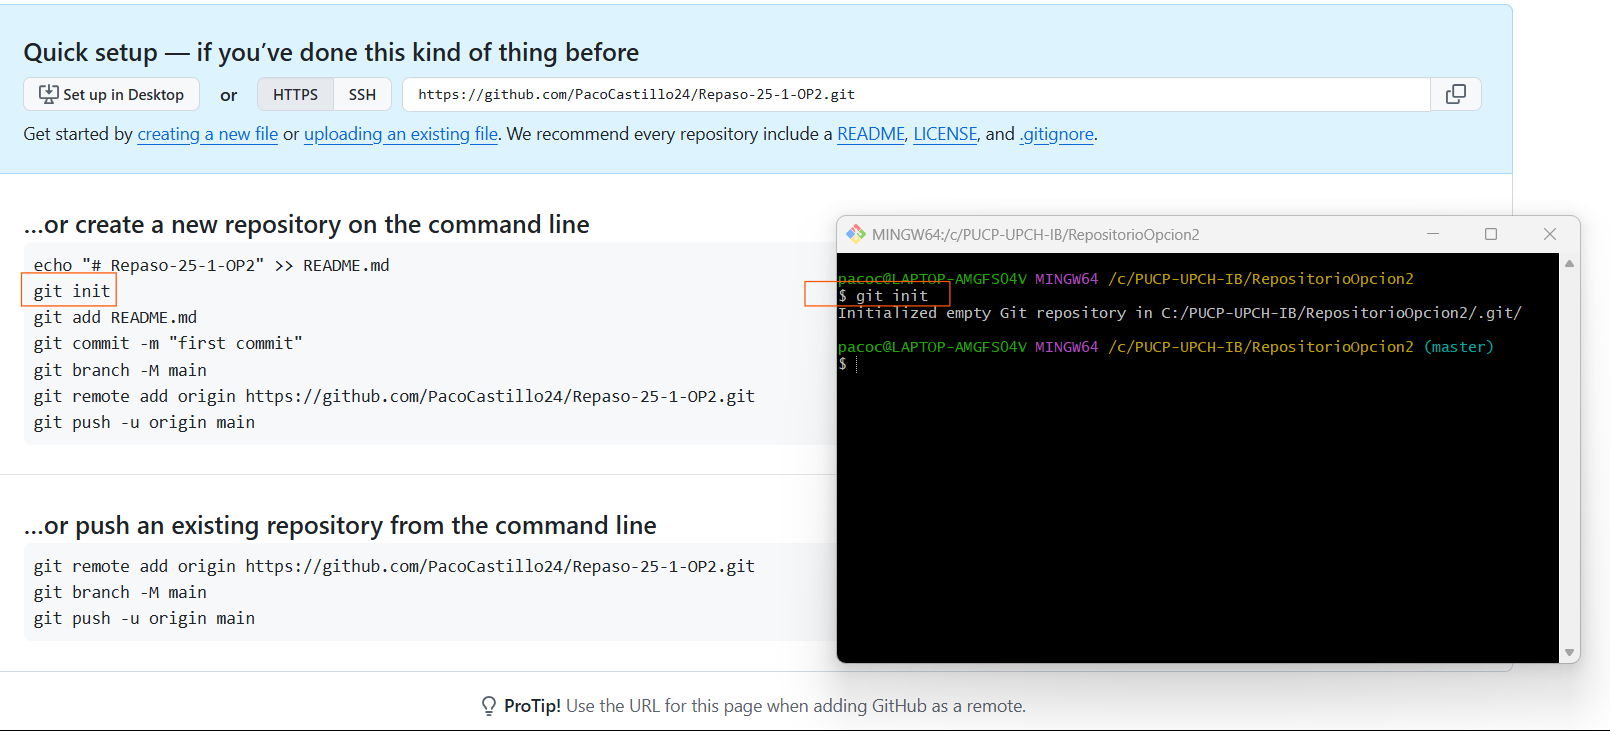 Quick setup — if you’ve done this kind of thing before
Set up in Desktop or HTTPS SSH https://github.com/PacoCastillo24/Repaso-25-1-OP2.git
Get started by creating a new file or uploading an existing file. We recommend every repository include a README, LICENSE, and .gitignore.
...or create a new repository on the command line
echo "# Repaso-25-1-OP2" >> README.md
git init
git add README.md
git commit -m "first commit"
git branch -M main
git remote add origin https://github.com/PacoCastillo24/Repaso-25-1-OP2.git
git push -u origin main
...or push an existing repository from the command line
git remote add origin https://github.com/PacoCastillo24/Repaso-25-1-OP2.git
git branch -M main
git push -u origin main
MINGW64:/c/PUCP-UPCH-IB/RepositorioOpcion2
pacoc@LAPTOP-AMGFS04V MINGW64 /c/PUCP-UPCH-IB/RepositorioOpcion2
$ git init
Initialized empty Git repository in C:/PUCP-UPCH-IB/RepositorioOpcion2/.git/
pacoc@LAPTOP-AMGFS04V MINGW64 /c/PUCP-UPCH-IB/RepositorioOpcion2 (master)
$
ProTip! Use the URL for this page when adding GitHub as a remote.